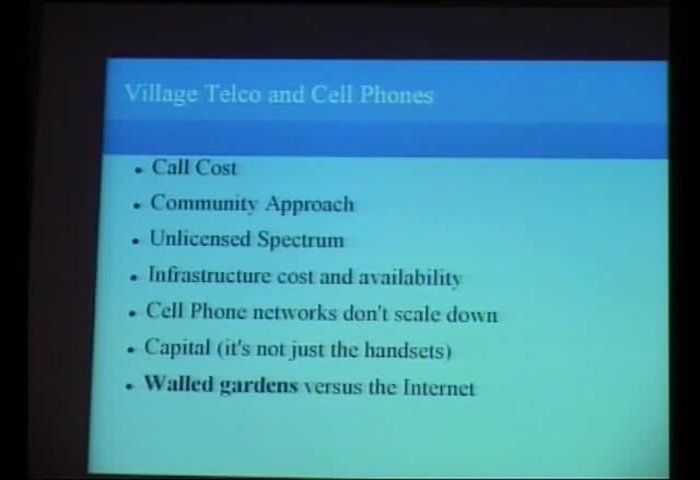 Village Telco and Cell Phones
• Call Cost
• Community Approach
• Unlicensed Spectrum
• Infrastructure cost and availability
• Cell Phone networks don't scale down
• Capital (it's not just the handsets)
• Walled gardens versus the Internet